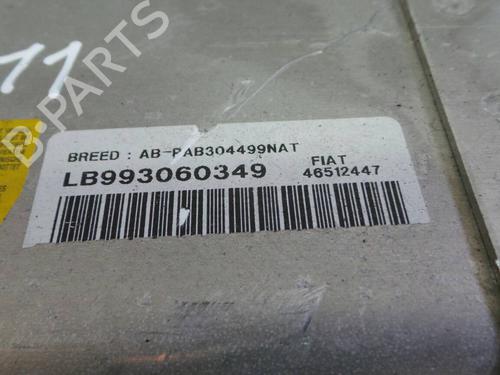 11
B-PARTS
BREED : AB-PAB304499NAT
LB993060349
FIAT
46512447